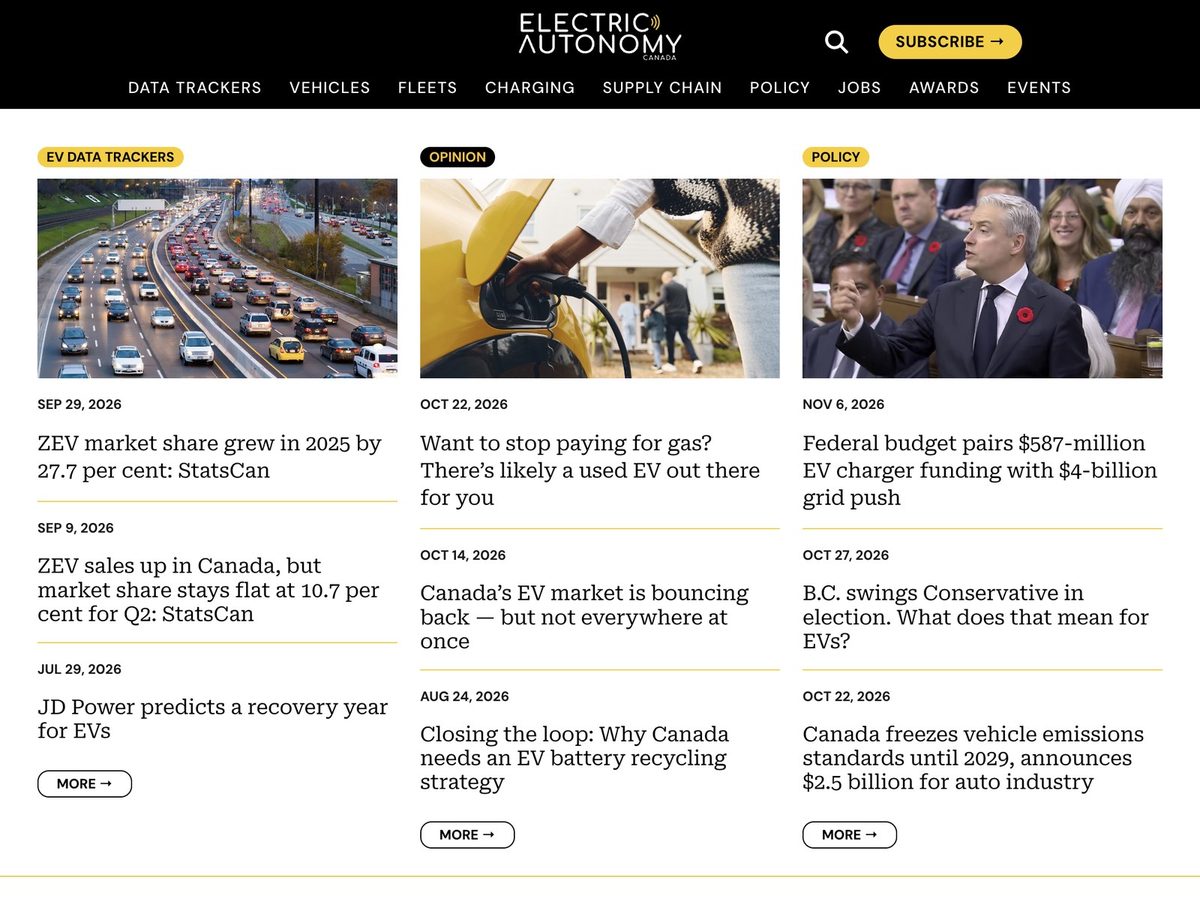 ELECTRIC
AUTONOMY
CANADA
SUBSCRIBE →
DATA TRACKERS VEHICLES FLEETS CHARGING SUPPLY CHAIN POLICY JOBS AWARDS EVENTS
EV DATA TRACKERS
SEP 29, 2026
ZEV market share grew in 2025 by
27.7 per cent: StatsCan
SEP 9, 2026
ZEV sales up in Canada, but
market share stays flat at 10.7 per
cent for Q2: StatsCan
JUL 29, 2026
JD Power predicts a recovery year
for EVs
MORE →
OPINION
OCT 22, 2026
Want to stop paying for gas?
There’s likely a used EV out there
for you
OCT 14, 2026
Canada’s EV market is bouncing
back — but not everywhere at
once
AUG 24, 2026
Closing the loop: Why Canada
needs an EV battery recycling
strategy
MORE →
POLICY
NOV 6, 2026
Federal budget pairs $587-million
EV charger funding with $4-billion
grid push
OCT 27, 2026
B.C. swings Conservative in
election. What does that mean for
EVs?
OCT 22, 2026
Canada freezes vehicle emissions
standards until 2029, announces
$2.5 billion for auto industry
MORE →